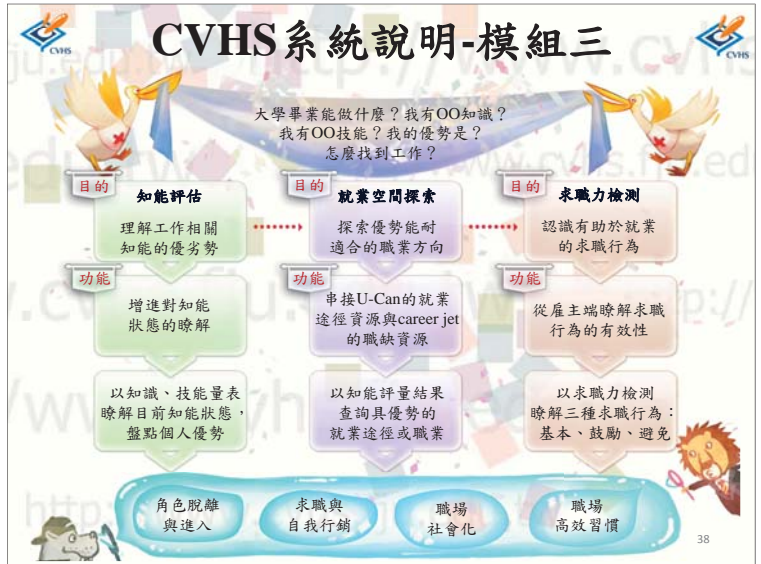 CVHS系統說明-模組三
CVHS
CVHS
大學畢業能做什麼？我有OO知識？
我有OO技能？我的優勢是？
怎麼找到工作？
目的
知能評估
理解工作相關
知能的優劣勢
功能
增進對知能
狀態的瞭解
以知識、技能量表
瞭解目前知能狀態，
盤點個人優勢
目的
就業空間探索
探索優勢能耐
適合的職業方向
功能
串接U-Can的就業
途徑資源與career jet
的職缺資源
以知能評量結果
查詢具優勢的
就業途徑或職業
目的
求職力檢測
認識有助於就業
的求職行為
功能
從雇主端瞭解求職
行為的有效性
以求職力檢測
瞭解三種求職行為：
基本、鼓勵、避免
角色脫離
與進入
求職與
自我行銷
職場
社會化
職場
高效習慣
38